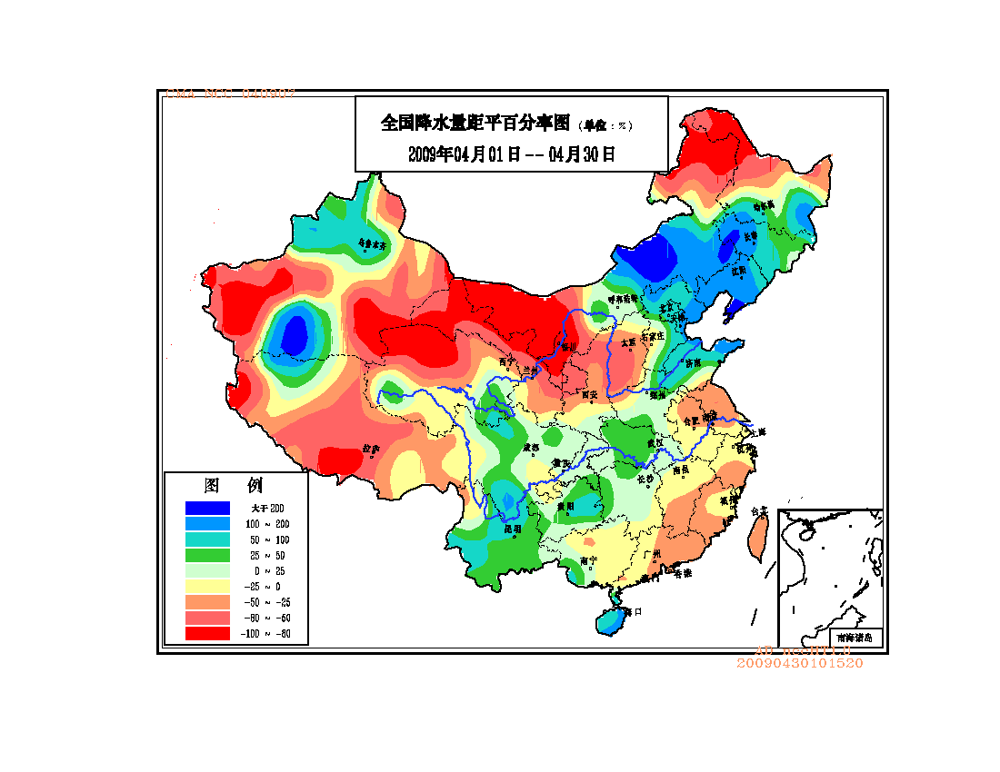 CMA NCC 040902
全国降水量距平百分率图 (单位:%)
2009年04月01日 -- 04月30日
哈尔滨
长春
乌鲁木齐
沈阳
呼和浩特
北京
天津
银川
太原
石家庄
济南
西宁
兰州
西安
郑州
合肥
南京
上海
拉萨
成都
武汉
杭州
重庆
南昌
长沙
贵阳
福州
台北
昆明
南宁
广州
澳门
香港
海口
图 例
大于 200
100 ~ 200
50 ~ 100
25 ~ 50
0 ~ 25
-25 ~ 0
-50 ~ -25
-80 ~ -50
-100 ~ -80
南海诸岛
20090430101520